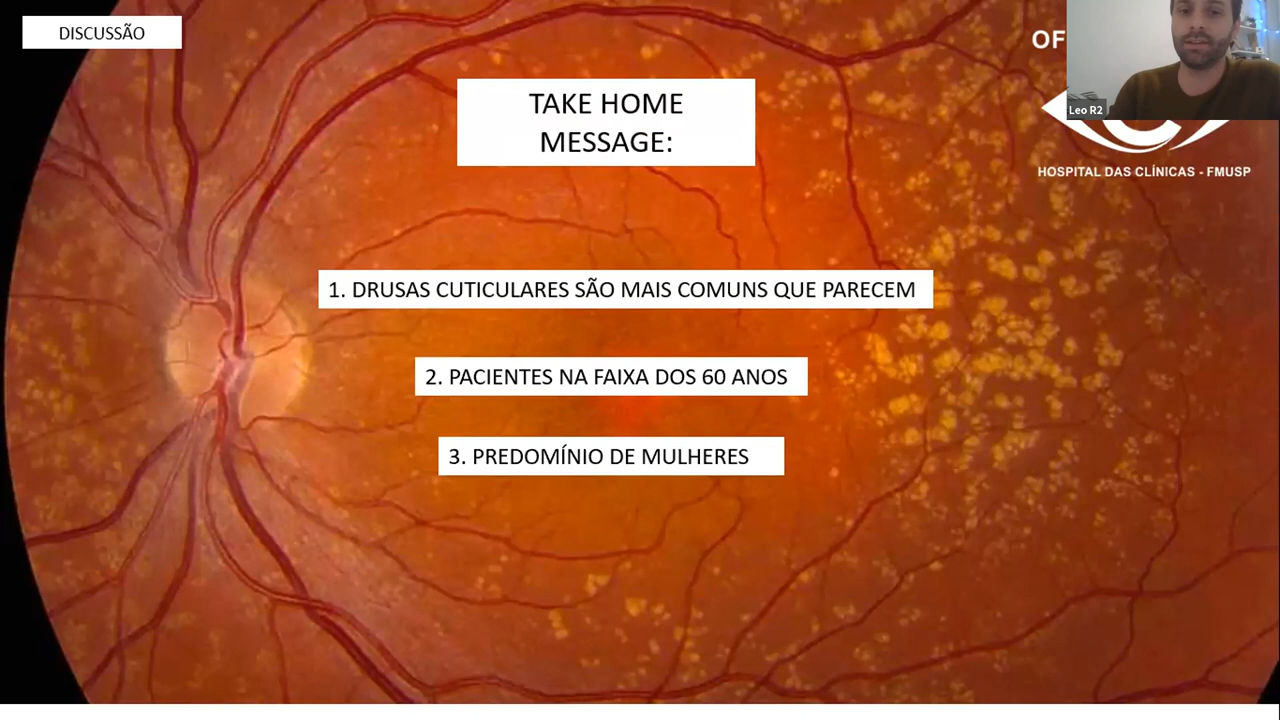 DISCUSSÃO
OF
Leo R2
HOSPITAL DAS CLÍNICAS - FMUSP
TAKE HOME
MESSAGE:
1. DRUSAS CUTICULARES SÃO MAIS COMUNS QUE PARECEM
2. PACIENTES NA FAIXA DOS 60 ANOS
3. PREDOMÍNIO DE MULHERES